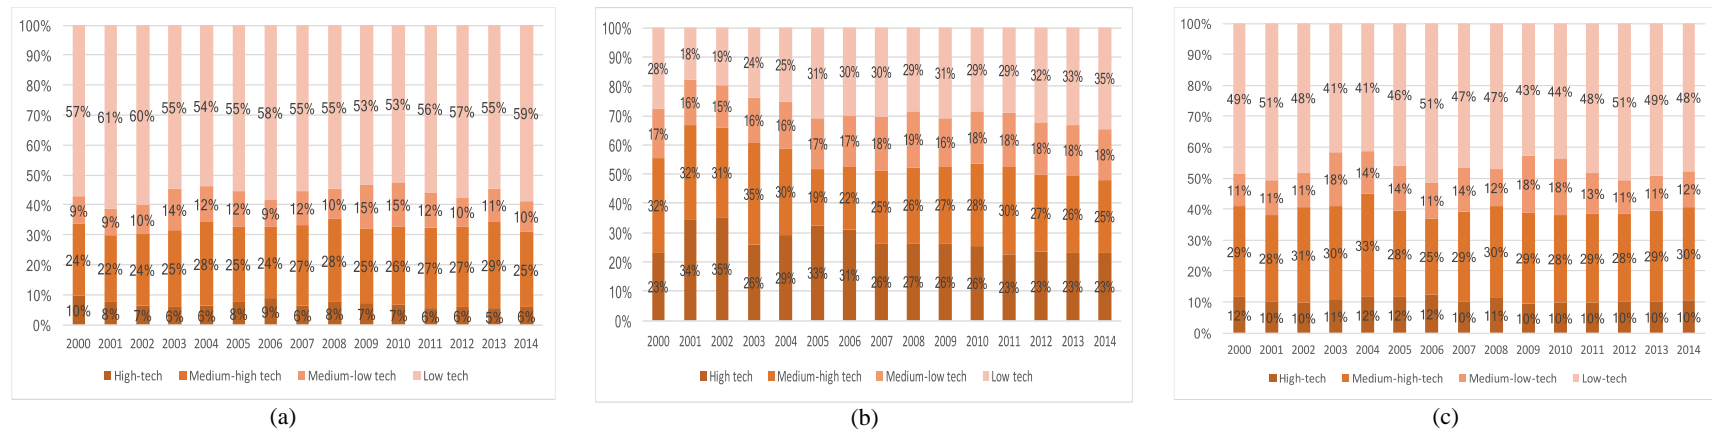 100%
90%
80%
70%
60%
50%
40%
30%
20%
10%
0%
57% 61% 60% 55% 54% 55% 58% 55% 55% 53% 53% 56% 57% 55% 59%
9% 9% 10% 14% 12% 12% 9% 12% 10% 15% 15% 12% 10% 11% 10%
24% 22% 24% 25% 28% 25% 24% 27% 28% 25% 26% 27% 27% 29% 25%
10% 8% 7% 6% 6% 8% 9% 6% 8% 7% 7% 6% 6% 5% 6%
2000 2001 2002 2003 2004 2005 2006 2007 2008 2009 2010 2011 2012 2013 2014
High-tech Medium-high tech Medium-low tech Low tech
(a)
100%
90%
80%
70%
60%
50%
40%
30%
20%
10%
0%
28% 18% 19% 24% 25% 31% 30% 30% 29% 31% 29% 29% 32% 33% 35%
17% 16% 15% 16% 16% 17% 17% 18% 19% 16% 18% 18% 18% 18% 18%
32% 32% 31% 35% 30% 19% 22% 25% 26% 27% 28% 30% 27% 26% 25%
23% 34% 35% 26% 29% 33% 31% 26% 27% 26% 26% 23% 23% 23% 23%
2000 2001 2002 2003 2004 2005 2006 2007 2008 2009 2010 2011 2012 2013 2014
High tech Medium-high tech Medium-low tech Low tech
(b)
100%
90%
80%
70%
60%
50%
40%
30%
20%
10%
0%
49% 51% 48% 41% 41% 46% 51% 47% 47% 43% 44% 48% 51% 49% 48%
11% 11% 11% 18% 14% 14% 11% 14% 12% 18% 18% 13% 11% 11% 12%
29% 28% 31% 30% 33% 28% 25% 29% 30% 29% 28% 29% 28% 29% 30%
12% 10% 10% 11% 12% 12% 12% 10% 11% 10% 10% 10% 10% 10% 10%
2000 2001 2002 2003 2004 2005 2006 2007 2008 2009 2010 2011 2012 2013 2014
High-tech Medium-high-tech Medium-low-tech Low-tech
(c)